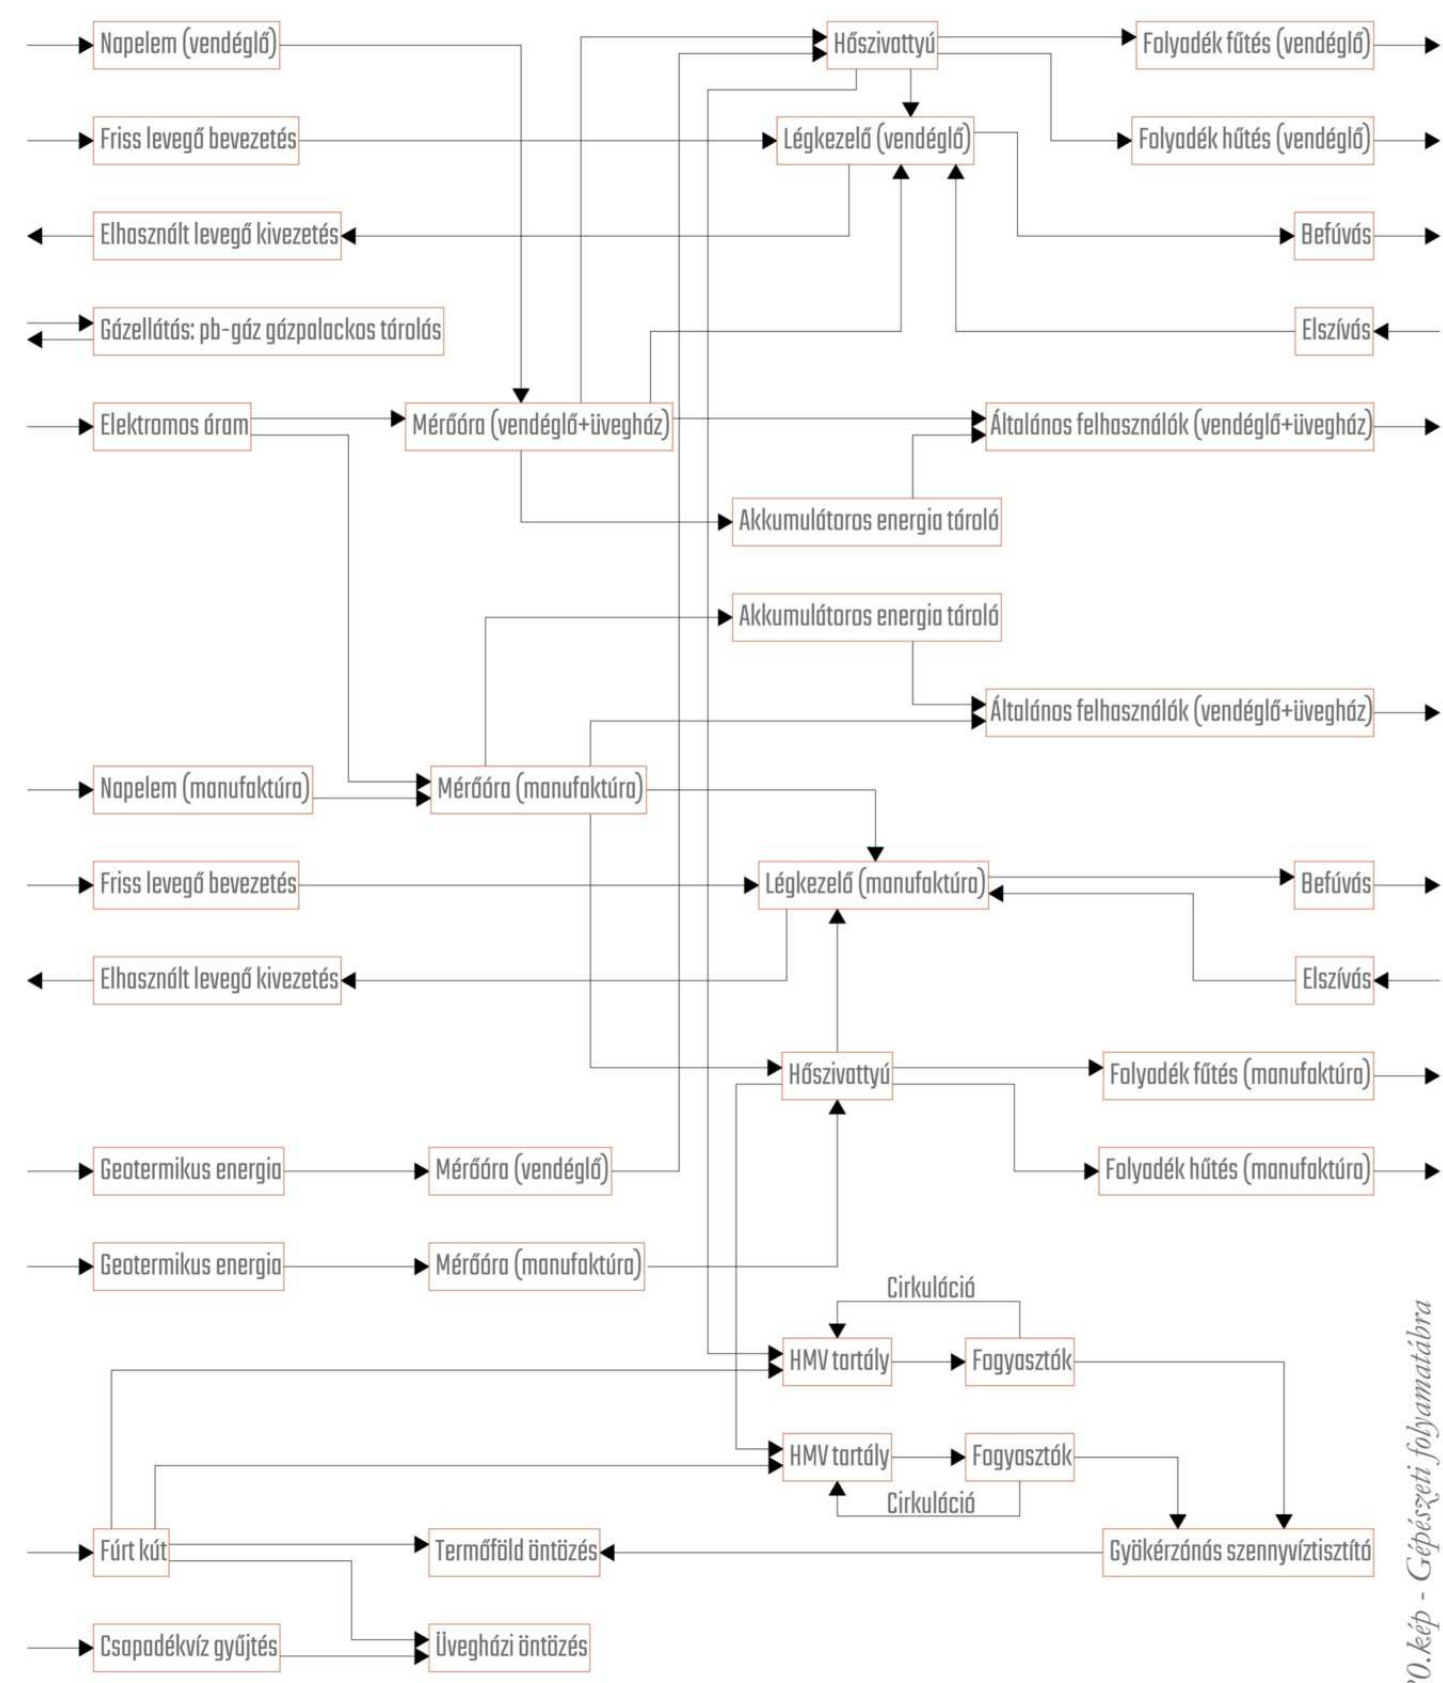 Napelem (vendéglő)
Hőszivattyú
Folyadék fűtés (vendéglő)
Friss levegő bevezetés
Légkezelő (vendéglő)
Folyadék hűtés (vendéglő)
Elhasznált levegő kivezetés
Befúvás
Gázellátás: pb-gáz gázpalackos tárolás
Elszívás
Elektromos áram
Mérőóra (vendéglő+üvegház)
Általános felhasználók (vendéglő+üvegház)
Akkumulátoros energia tároló
Akkumulátoros energia tároló
Általános felhasználók (vendéglő+üvegház)
Napelem (manufaktúra)
Mérőóra (manufaktúra)
Friss levegő bevezetés
Légkezelő (manufaktúra)
Befúvás
Elhasznált levegő kivezetés
Elszívás
Hőszivattyú
Folyadék fűtés (manufaktúra)
Geotermikus energia
Mérőóra (vendéglő)
Folyadék hűtés (manufaktúra)
Geotermikus energia
Mérőóra (manufaktúra)
Cirkuláció
HMV tartály
Fogyasztók
HMV tartály
Fogyasztók
Cirkuláció
Fúrt kút
Termőföld öntözés
Gyökérzónás szennyvíztisztító
Csapadékvíz gyűjtés
Üvegházi öntözés
0.kép - Gépészeti folyamatábra